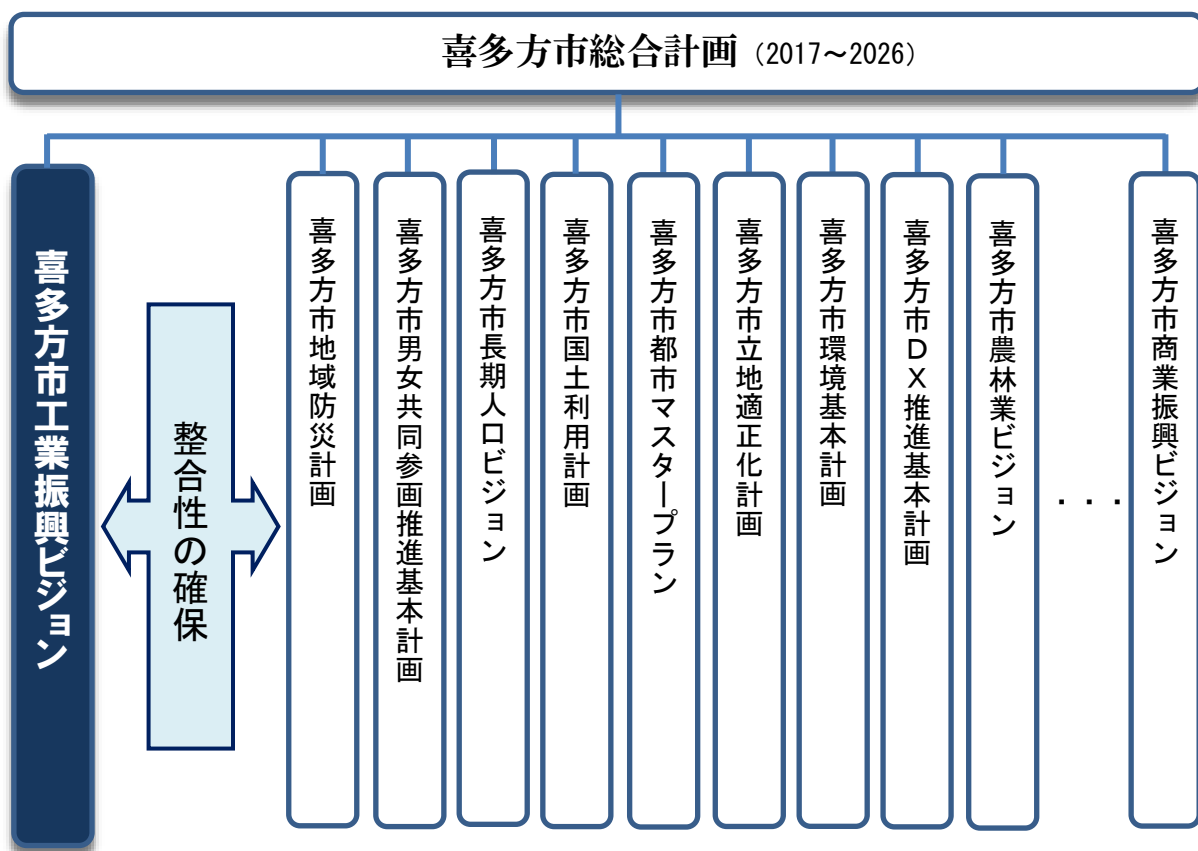 喜多方市総合計画（2017～2026）
喜多方市工業振興ビジョン
整合性の確保
喜多方市地域防災計画
喜多方市男女共同参画推進基本計画
喜多方市長期人口ビジョン
喜多方市国土利用計画
喜多方市都市マスタープラン
喜多方市立地適正化計画
喜多方市環境基本計画
喜多方市ＤＸ推進基本計画
喜多方市農林業ビジョン
・・・
喜多方市商業振興ビジョン